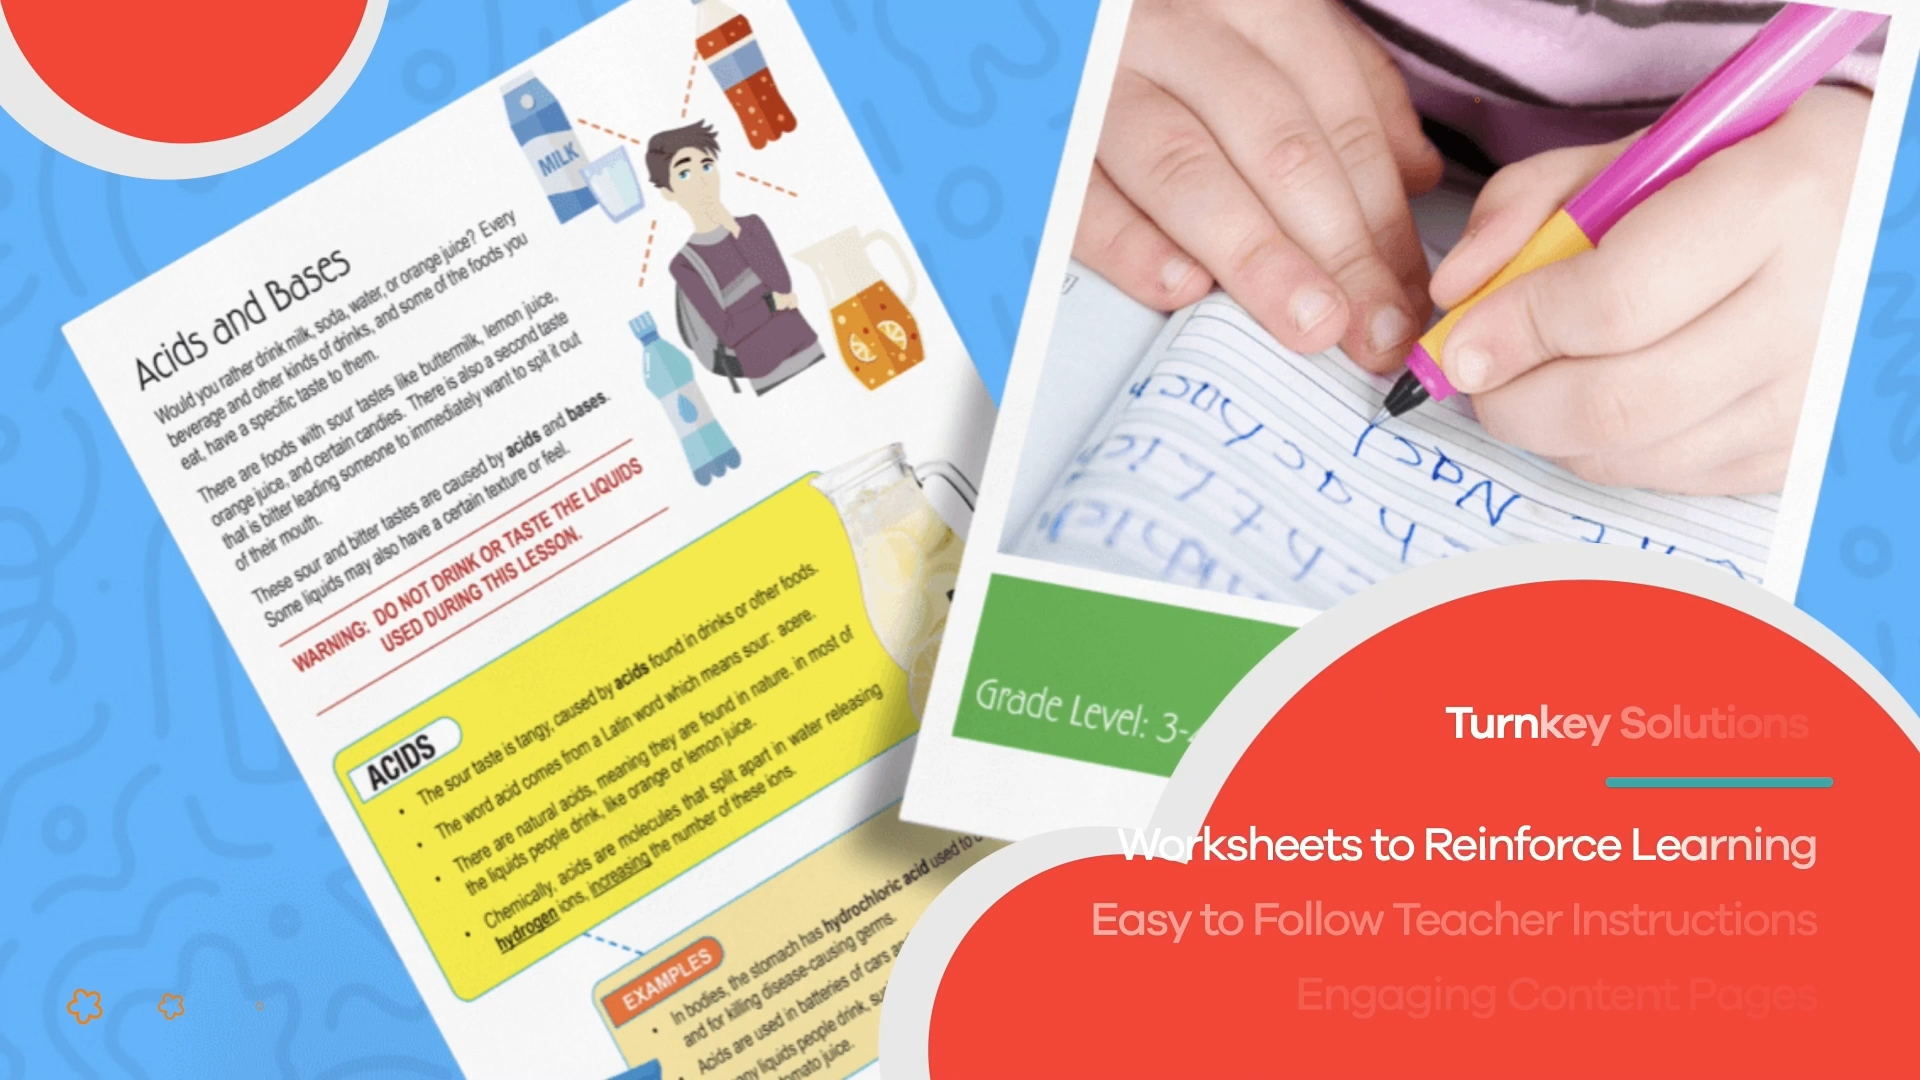 Acids and Bases
Would you rather drink milk, soda, water, or orange juice? Every
beverage and other kinds of drinks, and some of the foods you
eat, have a specific taste to them.
There are foods with sour tastes like buttermilk, lemon juice,
orange juice, and certain candies. There is also a second taste
that is bitter leading someone to immediately want to spit it out
of their mouth.
These sour and bitter tastes are caused by acids and bases.
Some liquids may also have a certain texture or feel.
WARNING: DO NOT DRINK OR TASTE THE LIQUIDS
USED DURING THIS LESSON.
MILK
ACIDS
• The sour taste is tangy, caused by acids found in drinks or other foods.
• The word acid comes from a Latin word which means sour: acere.
• There are natural acids, meaning they are found in nature. in most of
the liquids people drink, like orange or lemon juice.
• Chemically, acids are molecules that split apart in water releasing
hydrogen ions, increasing the number of these ions.
EXAMPLES
• In bodies, the stomach has hydrochloric acid used to
and for killing disease-causing germs.
• Acids are used in batteries of cars
liquids people drink,
juice.
Grade Level: 3-
Turnkey Solutions
Worksheets to Reinforce Learning
Easy to Follow Teacher Instructions
Engaging Content Pages